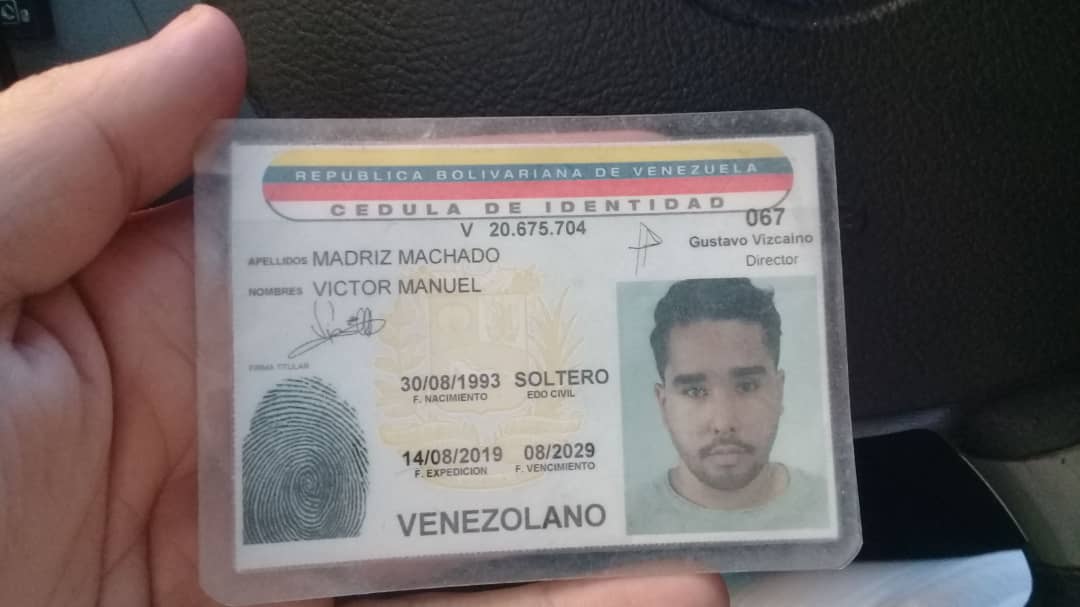 REPUBLICA BOLIVARIANA DE VENEZUELA
CEDULA DE IDENTIDAD
V 20.675.704
067
Gustavo Vizcaino
Director
APELLIDOS MADRIZ MACHADO
NOMBRES VICTOR MANUEL
FIRMA TITULAR
30/08/1993 SOLTERO
F. NACIMIENTO EDO CIVIL
14/08/2019 08/2029
F. EXPEDICION F. VENCIMIENTO
VENEZOLANO